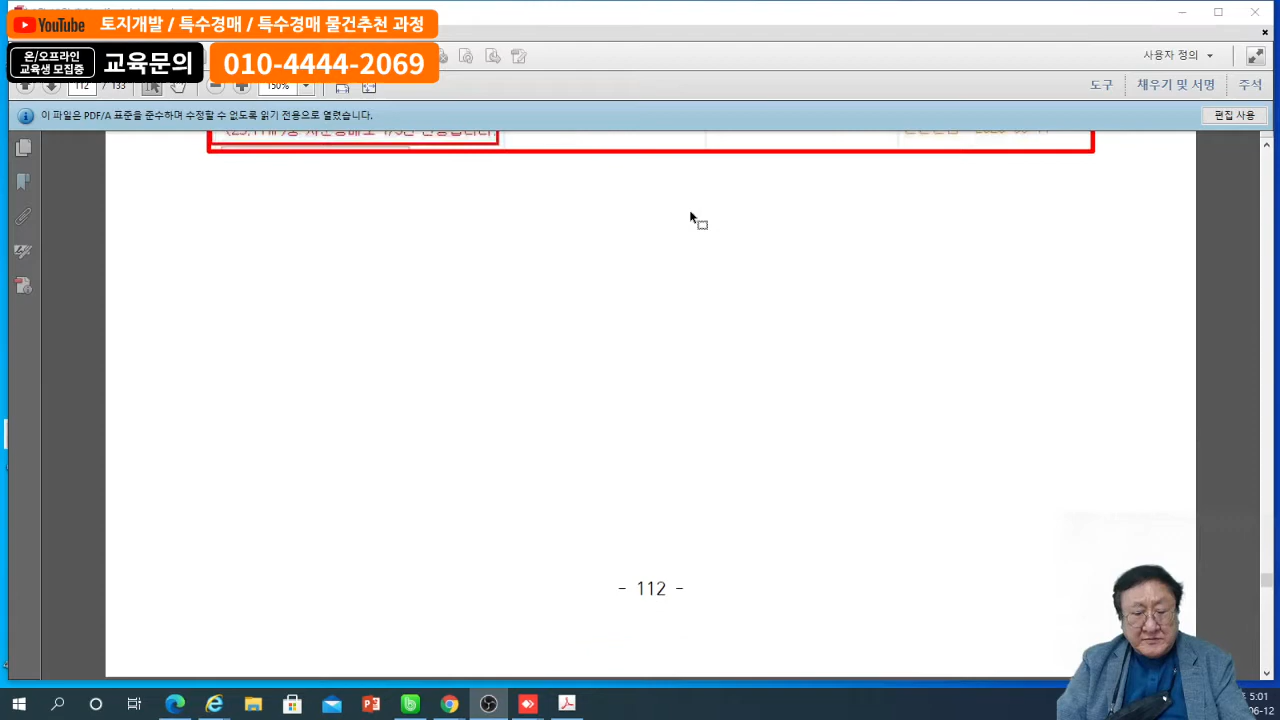 YouTube 토지개발 / 특수경매 / 특수경매 물건추천 과정
온/오프라인
교육생 모집중
교육문의
010-4444-2069
사용자 정의
112 / 133
150%
도구
채우기 및 서명
주석
이 파일은 PDF/A 표준을 준수하며 수정할 수 없도록 읽기 전용으로 열렸습니다.
편집 사용
- 112 -
5:01
06-12